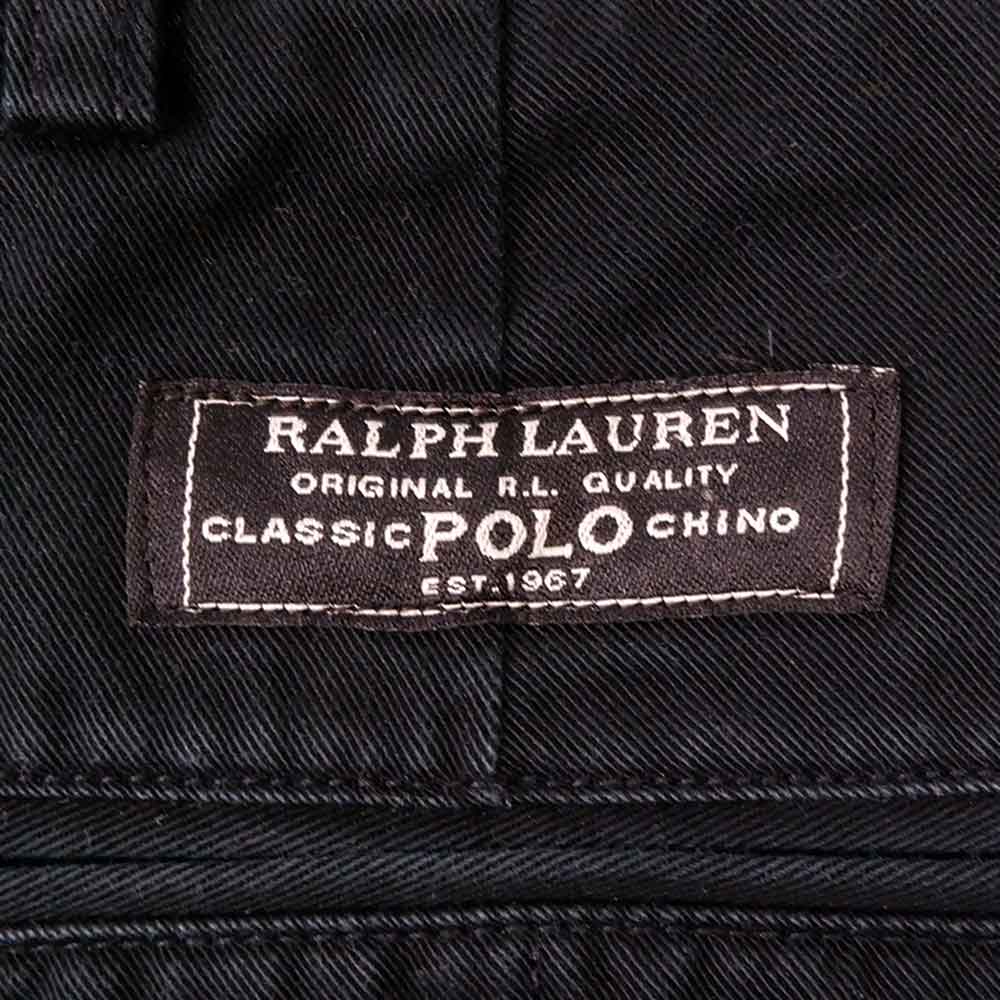 RALPH LAUREN
ORIGINAL R.L. QUALITY
CLASSIC POLO CHINO
EST.1967